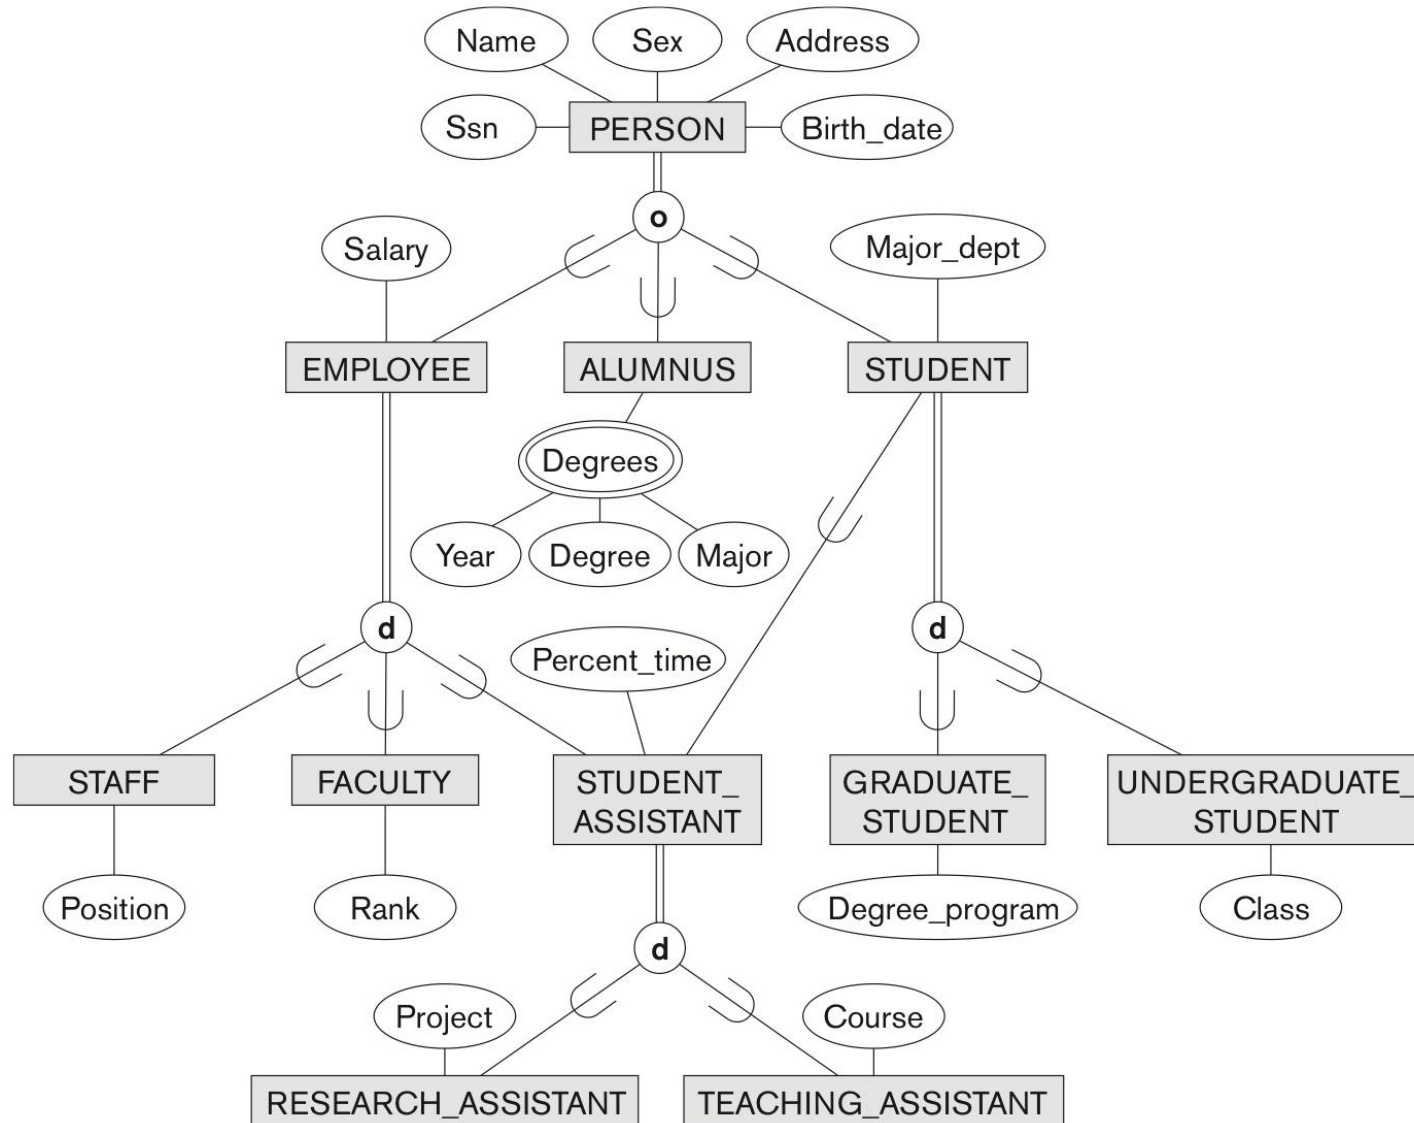 Name
Sex
Address
Ssn
PERSON
Birth_date
o
Salary
Major_dept
EMPLOYEE
ALUMNUS
STUDENT
Degrees
Year
Degree
Major
d
d
Percent_time
STAFF
FACULTY
STUDENT_
ASSISTANT
GRADUATE_
STUDENT
UNDERGRADUATE_
STUDENT
Position
Rank
Degree_program
Class
d
Project
Course
RESEARCH_ASSISTANT
TEACHING_ASSISTANT